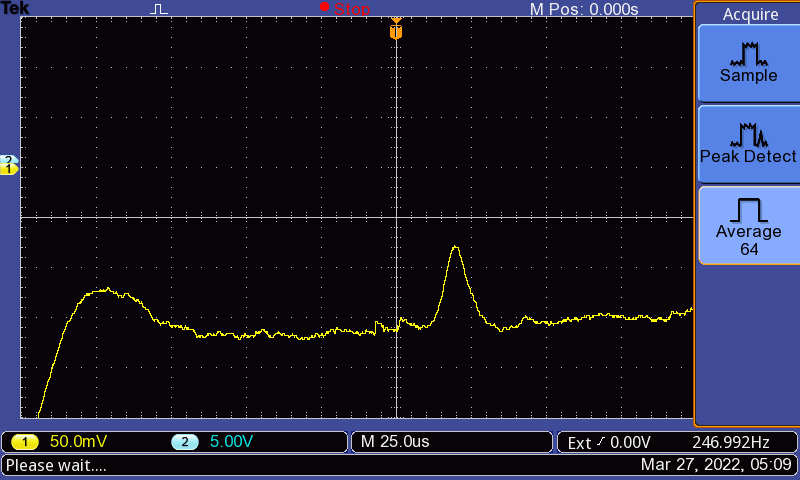 Tek
Stop
M Pos: 0.000s
T
Acquire
Sample
Peak Detect
Average
64
2
1
1 50.0mV
2 5.00V
M 25.0us
Ext 0.00V
246.992Hz
Please wait....
Mar 27, 2022, 05:09